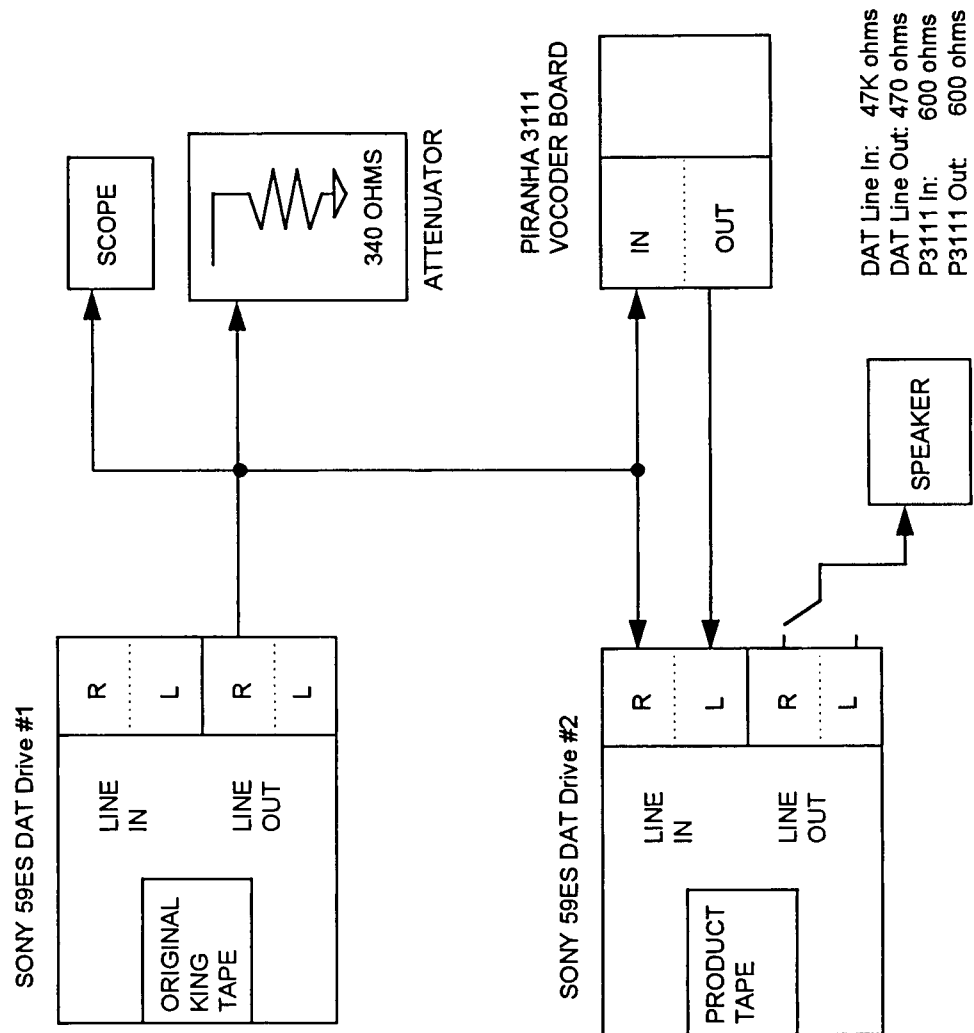 SONY 59ES DAT Drive #1
ORIGINAL
KING
TAPE
LINE
IN
LINE
OUT
R
L
R
L
SCOPE
340 OHMS
ATTENUATOR
SONY 59ES DAT Drive #2
PRODUCT
TAPE
LINE
IN
LINE
OUT
R
L
R
L
PIRANHA 3111
VOCODER BOARD
IN
OUT
SPEAKER
DAT Line In: 47K ohms
DAT Line Out: 470 ohms
P3111 In: 600 ohms
P3111 Out: 600 ohms